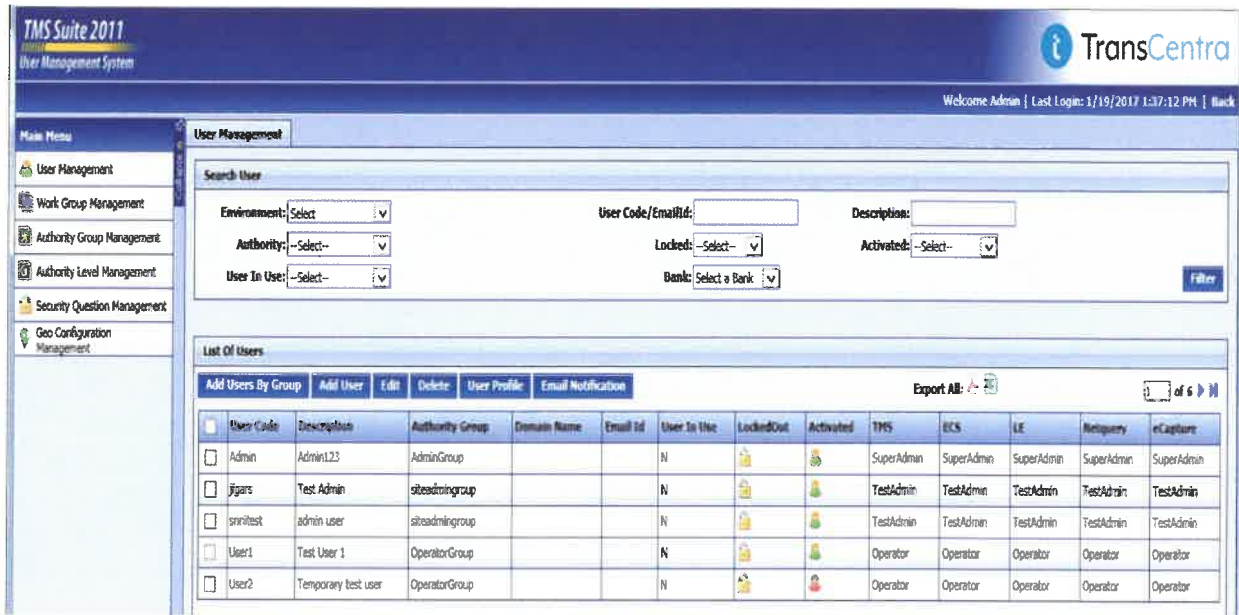 TMS Suite 2011
User Management System
TransCentra
Welcome Admin | Last Login: 1/19/2017 1:37:12 PM | Back
Main Menu
User Management
Work Group Management
Authority Group Management
Authority Level Management
Security Question Management
Geo Configuration
Management
User Management
Search User
Environment: Select User Code/EmailId: Description:
Authority: --Select-- Locked: --Select-- Activated: --Select--
User In Use: --Select-- Bank: Select a Bank Filter
List Of Users
Add Users By Group Add User Edit Delete User Profile Email Notification Export All: 1 of 6
User Code Description Authority Group Domain Name Email Id User In Use LockedOut Activated TMS ECS LE Netquery eCapture
Admin Admin123 AdminGroup N SuperAdmin SuperAdmin SuperAdmin SuperAdmin SuperAdmin
jigars Test Admin siteadmingroup N TestAdmin TestAdmin TestAdmin TestAdmin TestAdmin
admin user siteadmingroup N TestAdmin TestAdmin TestAdmin TestAdmin TestAdmin
User1 Test User 1 OperatorGroup N Operator Operator Operator Operator Operator
User2 Temporary test user OperatorGroup N Operator Operator Operator Operator Operator